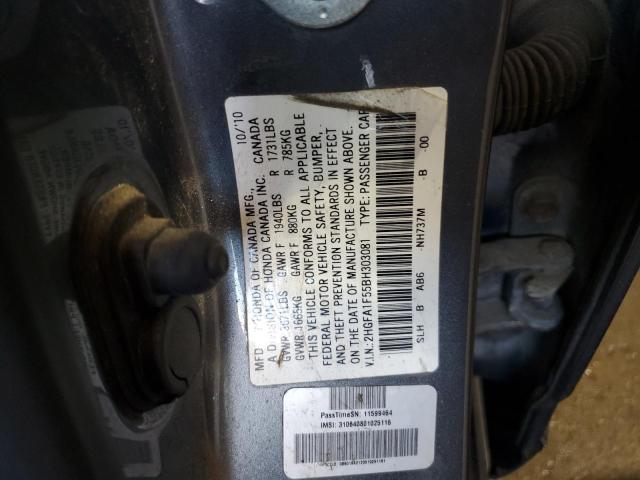 MFD BY HONDA OF CANADA MFG., 10/'10
A DIVISION OF HONDA CANADA INC. CANADA
GVWR 3671LBS GAWR F 1940LBS R 1731LBS
GVWR 1665KG GAWR F 880KG R 785KG
THIS VEHICLE CONFORMS TO ALL APPLICABLE
FEDERAL MOTOR VEHICLE SAFETY, BUMPER,
AND THEFT PREVENTION STANDARDS IN EFFECT
ON THE DATE OF MANUFACTURE SHOWN ABOVE.
V.I.N.: 2HGFA1F55BH303081 TYPE: PASSENGER CAR
SLH B AB6 NH737M B 00
PassTimeSN: 11599464
IMSI: 310640801025116